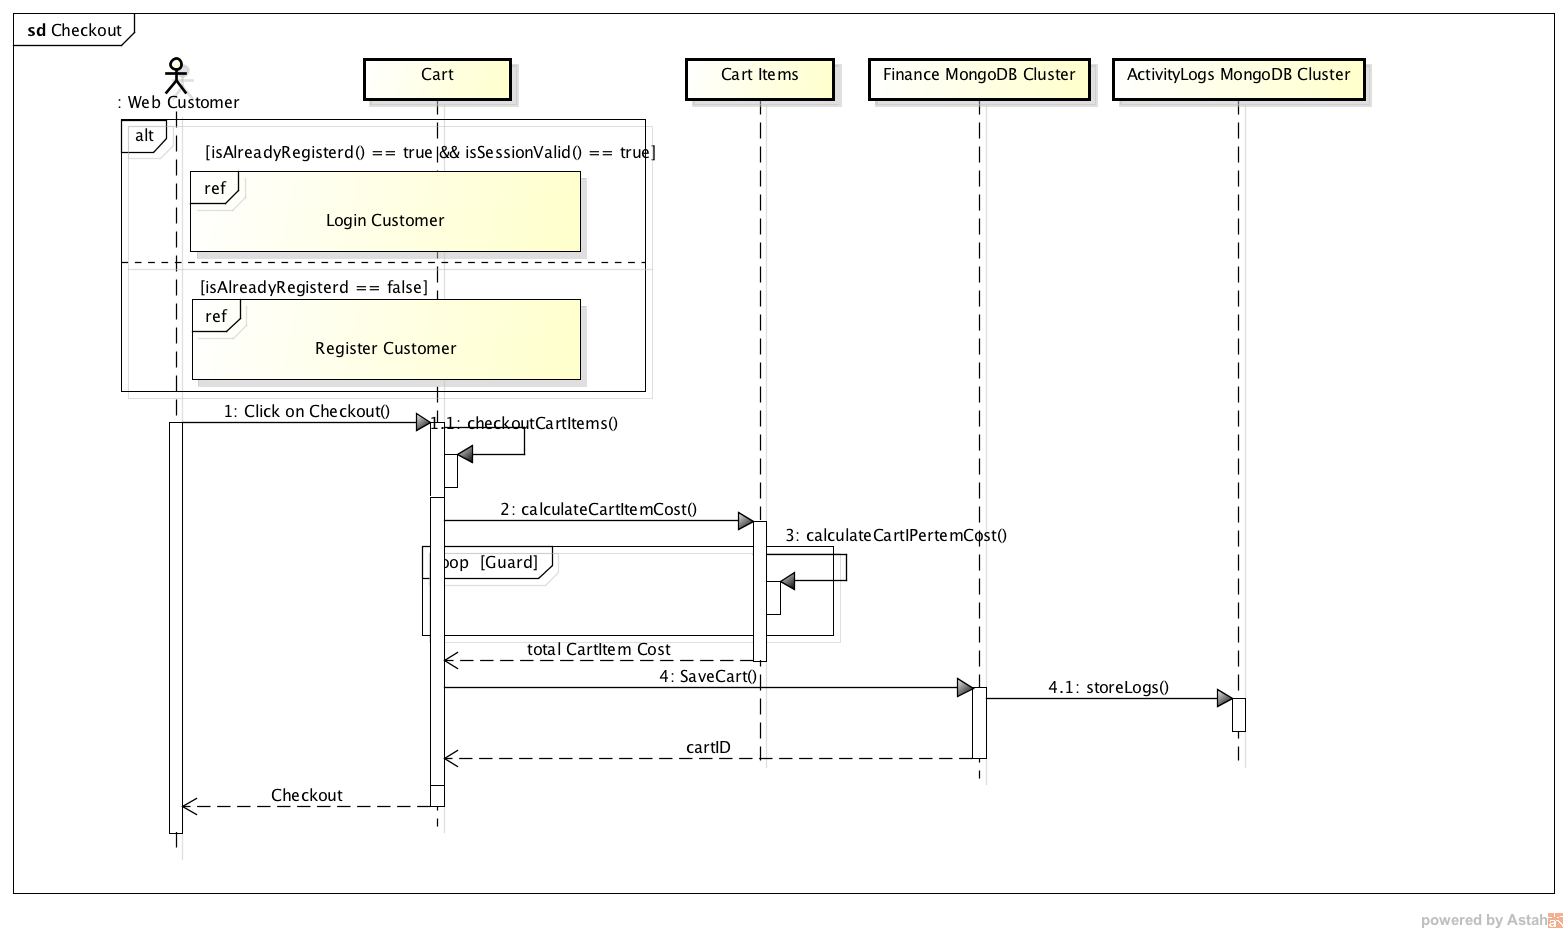 sd Checkout
: Web Customer
Cart
Cart Items
Finance MongoDB Cluster
ActivityLogs MongoDB Cluster
alt
[isAlreadyRegisterd() == true && isSessionValid() == true]
ref
Login Customer
[isAlreadyRegisterd == false]
ref
Register Customer
1: Click on Checkout()
1.1: checkoutCartItems()
2: calculateCartItemCost()
3: calculateCartIPertemCost()
loop [Guard]
total CartItem Cost
4: SaveCart()
4.1: storeLogs()
cartID
Checkout
powered by Astah